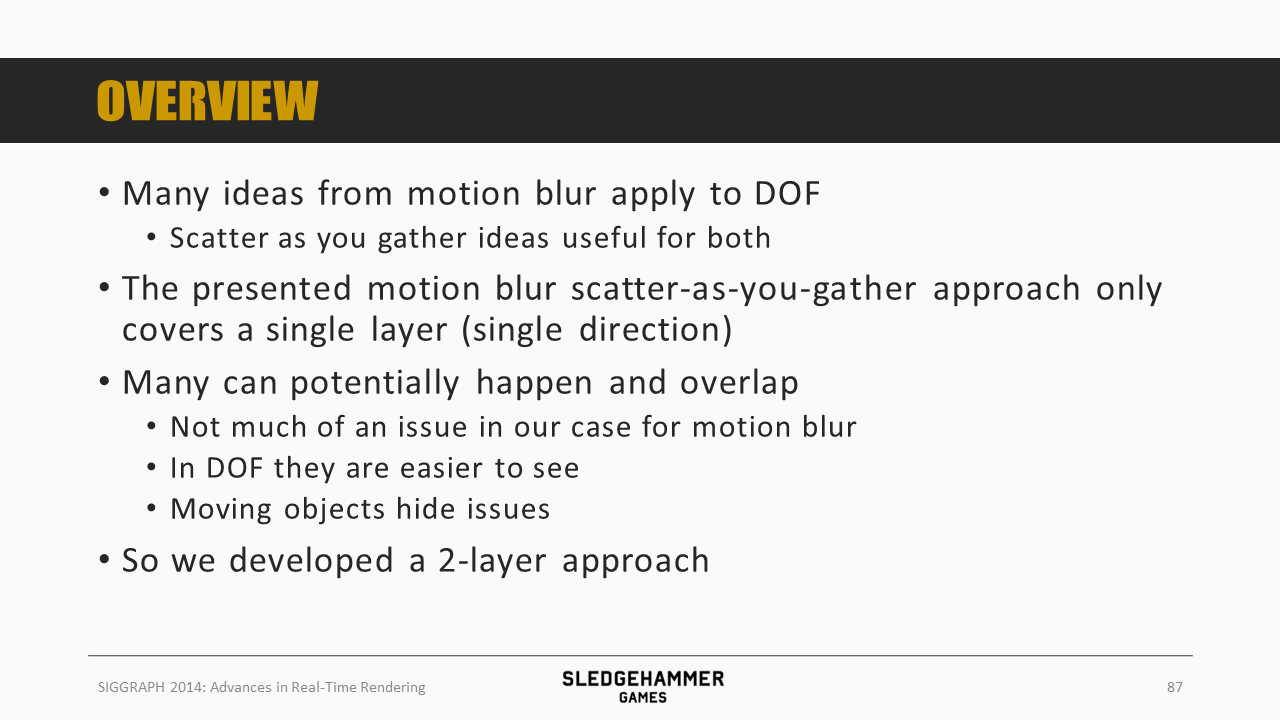 OVERVIEW
• Many ideas from motion blur apply to DOF
• Scatter as you gather ideas useful for both
• The presented motion blur scatter-as-you-gather approach only
covers a single layer (single direction)
• Many can potentially happen and overlap
• Not much of an issue in our case for motion blur
• In DOF they are easier to see
• Moving objects hide issues
• So we developed a 2-layer approach
SIGGRAPH 2014: Advances in Real-Time Rendering
SLEDGEHAMMER
GAMES
87